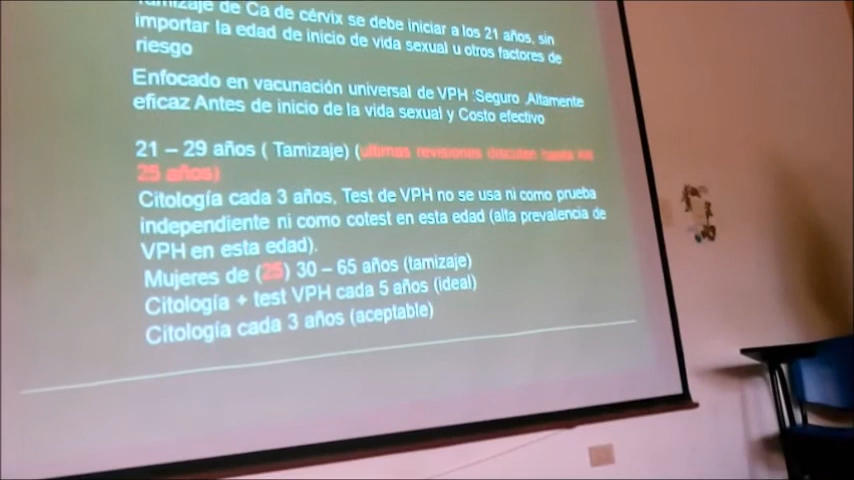 Tamizaje de Ca de cérvix se debe iniciar a los 21 años, sin
importar la edad de inicio de vida sexual u otros factores de
riesgo
Enfocado en vacunación universal de VPH :Seguro ,Altamente
eficaz Antes de inicio de la vida sexual y Costo efectivo
21 – 29 años ( Tamizaje) (ultimas revisiones discuten hasta los
25 años)
Citología cada 3 años, Test de VPH no se usa ni como prueba
independiente ni como cotest en esta edad (alta prevalencia de
VPH en esta edad).
Mujeres de (25) 30 – 65 años (tamizaje)
Citología + test VPH cada 5 años (ideal)
Citología cada 3 años (aceptable)